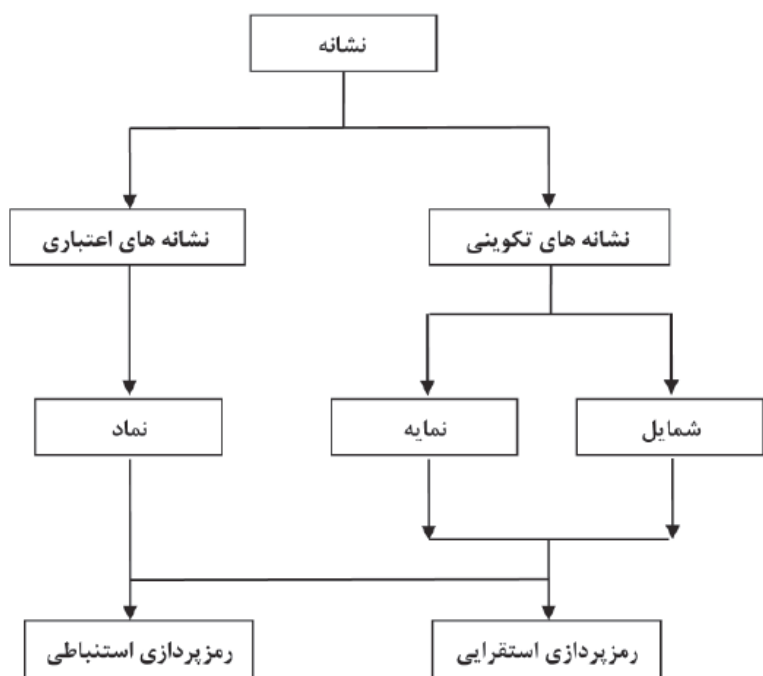 نشانه
نشانه های تکوینی
نشانه های اعتباری
شمایل
نمایه
نماد
رمزپردازی استقرایی
رمزپردازی استنباطی